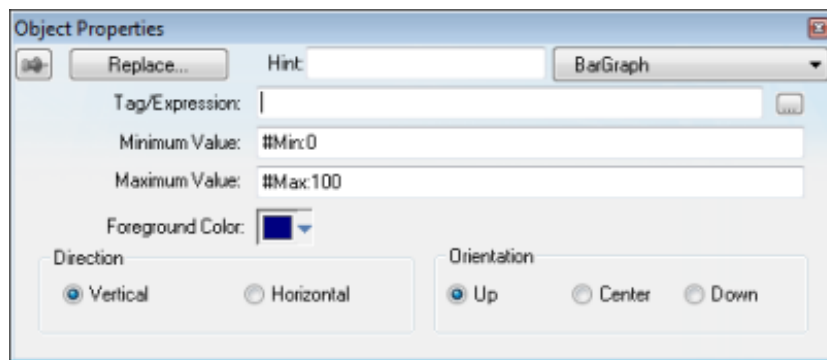 Object Properties
Replace... Hint: BarGraph
Tag/Expression: ...
Minimum Value: #Min:0
Maximum Value: #Max:100
Foreground Color:
Direction Orientation
Vertical Horizontal Up Center Down